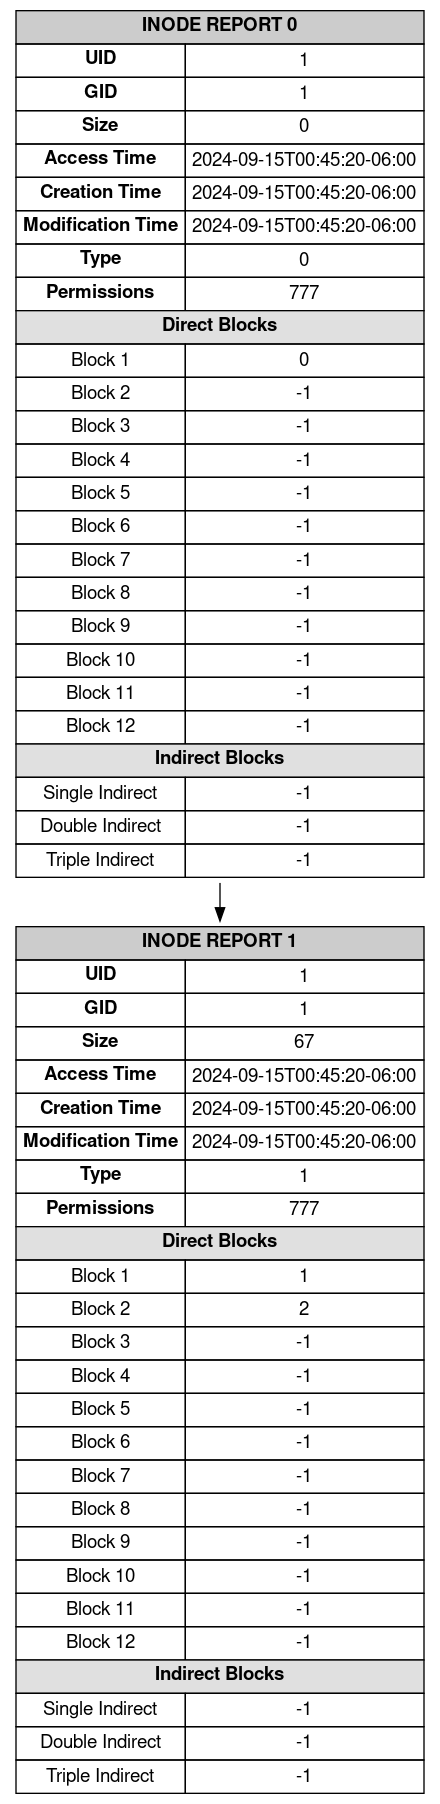 INODE REPORT 0
UID 1
GID 1
Size 0
Access Time 2024-09-15T00:45:20-06:00
Creation Time 2024-09-15T00:45:20-06:00
Modification Time 2024-09-15T00:45:20-06:00
Type 0
Permissions 777
Direct Blocks
Block 1 0
Block 2 -1
Block 3 -1
Block 4 -1
Block 5 -1
Block 6 -1
Block 7 -1
Block 8 -1
Block 9 -1
Block 10 -1
Block 11 -1
Block 12 -1
Indirect Blocks
Single Indirect -1
Double Indirect -1
Triple Indirect -1
INODE REPORT 1
UID 1
GID 1
Size 67
Access Time 2024-09-15T00:45:20-06:00
Creation Time 2024-09-15T00:45:20-06:00
Modification Time 2024-09-15T00:45:20-06:00
Type 1
Permissions 777
Direct Blocks
Block 1 1
Block 2 2
Block 3 -1
Block 4 -1
Block 5 -1
Block 6 -1
Block 7 -1
Block 8 -1
Block 9 -1
Block 10 -1
Block 11 -1
Block 12 -1
Indirect Blocks
Single Indirect -1
Double Indirect -1
Triple Indirect -1